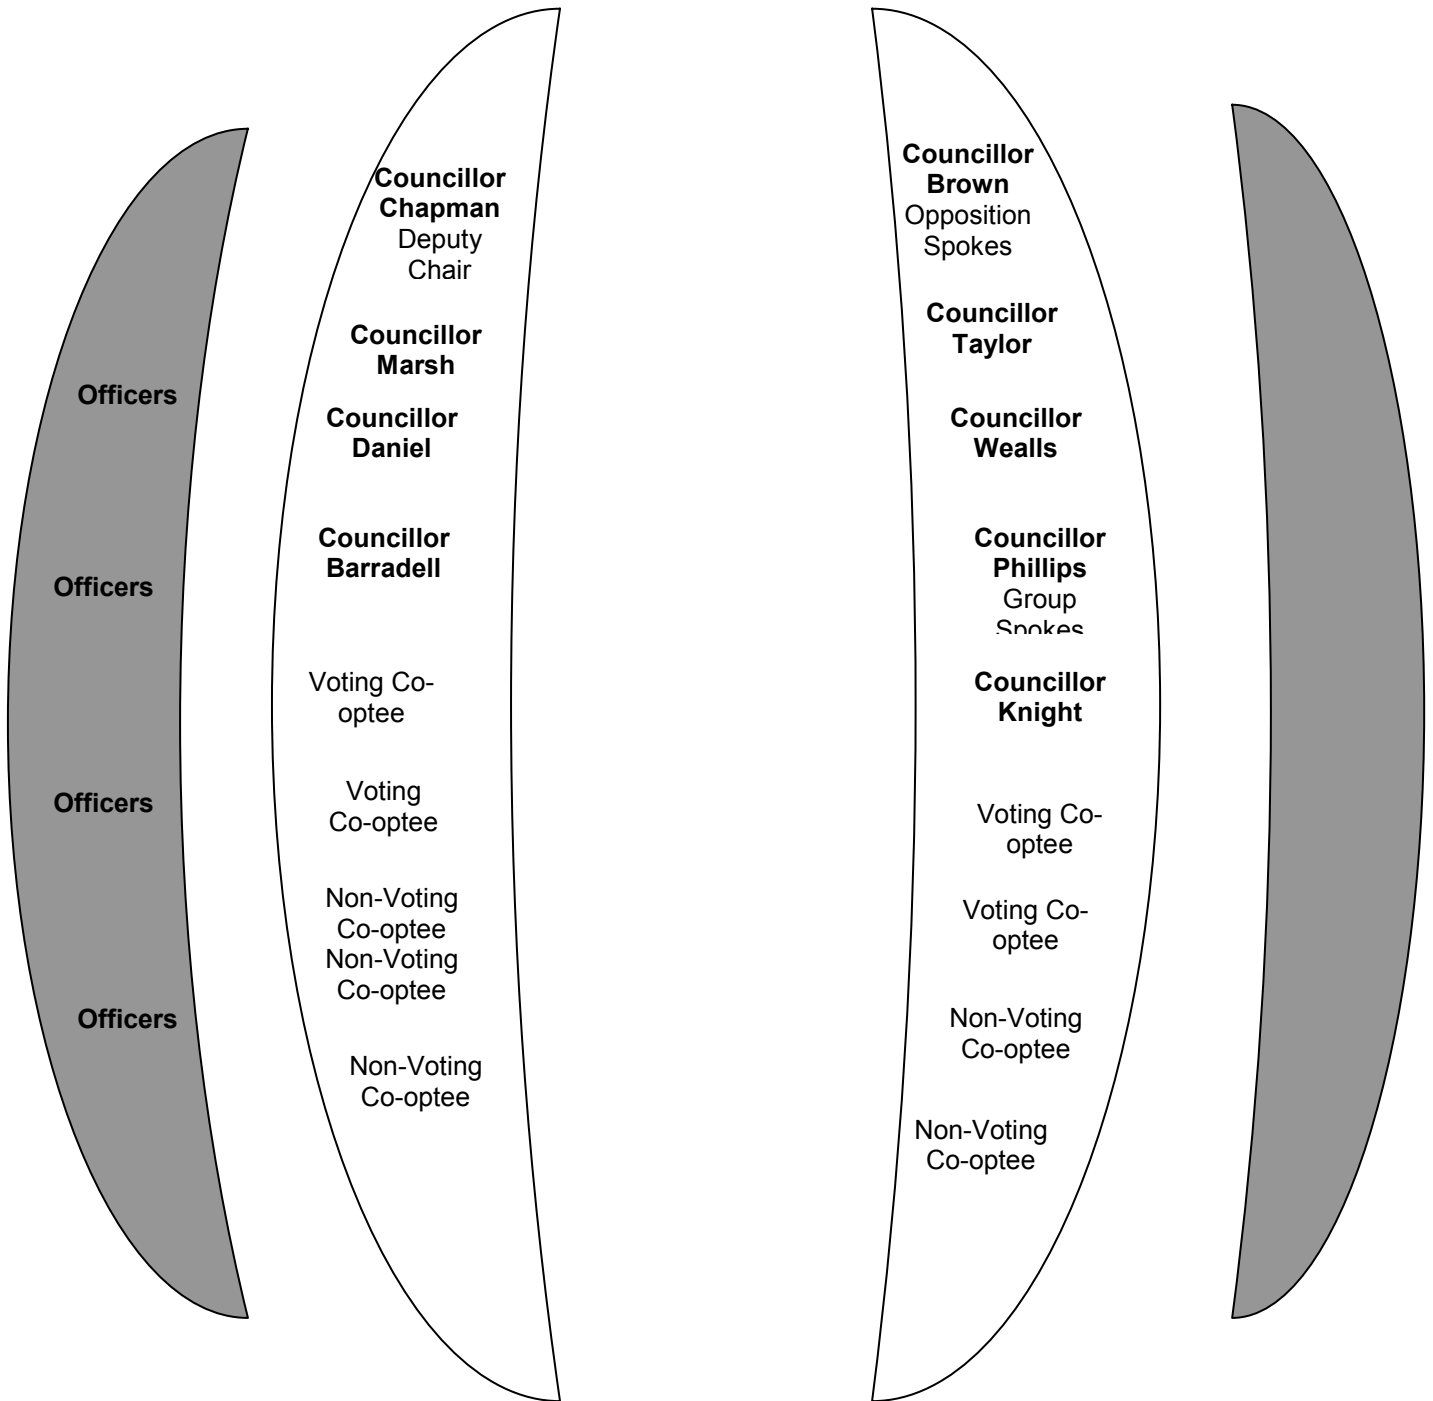 Officers
Officers
Officers
Officers
Councillor
Chapman
Deputy
Chair
Councillor
Marsh
Councillor
Daniel
Councillor
Barradell
Voting Co-
optee
Voting
Co-optee
Non-Voting
Co-optee
Non-Voting
Co-optee
Non-Voting
Co-optee
Councillor
Brown
Opposition
Spokes
Councillor
Taylor
Councillor
Wealls
Councillor
Phillips
Group
Spokes
Councillor
Knight
Voting Co-
optee
Voting Co-
optee
Non-Voting
Co-optee
Non-Voting
Co-optee